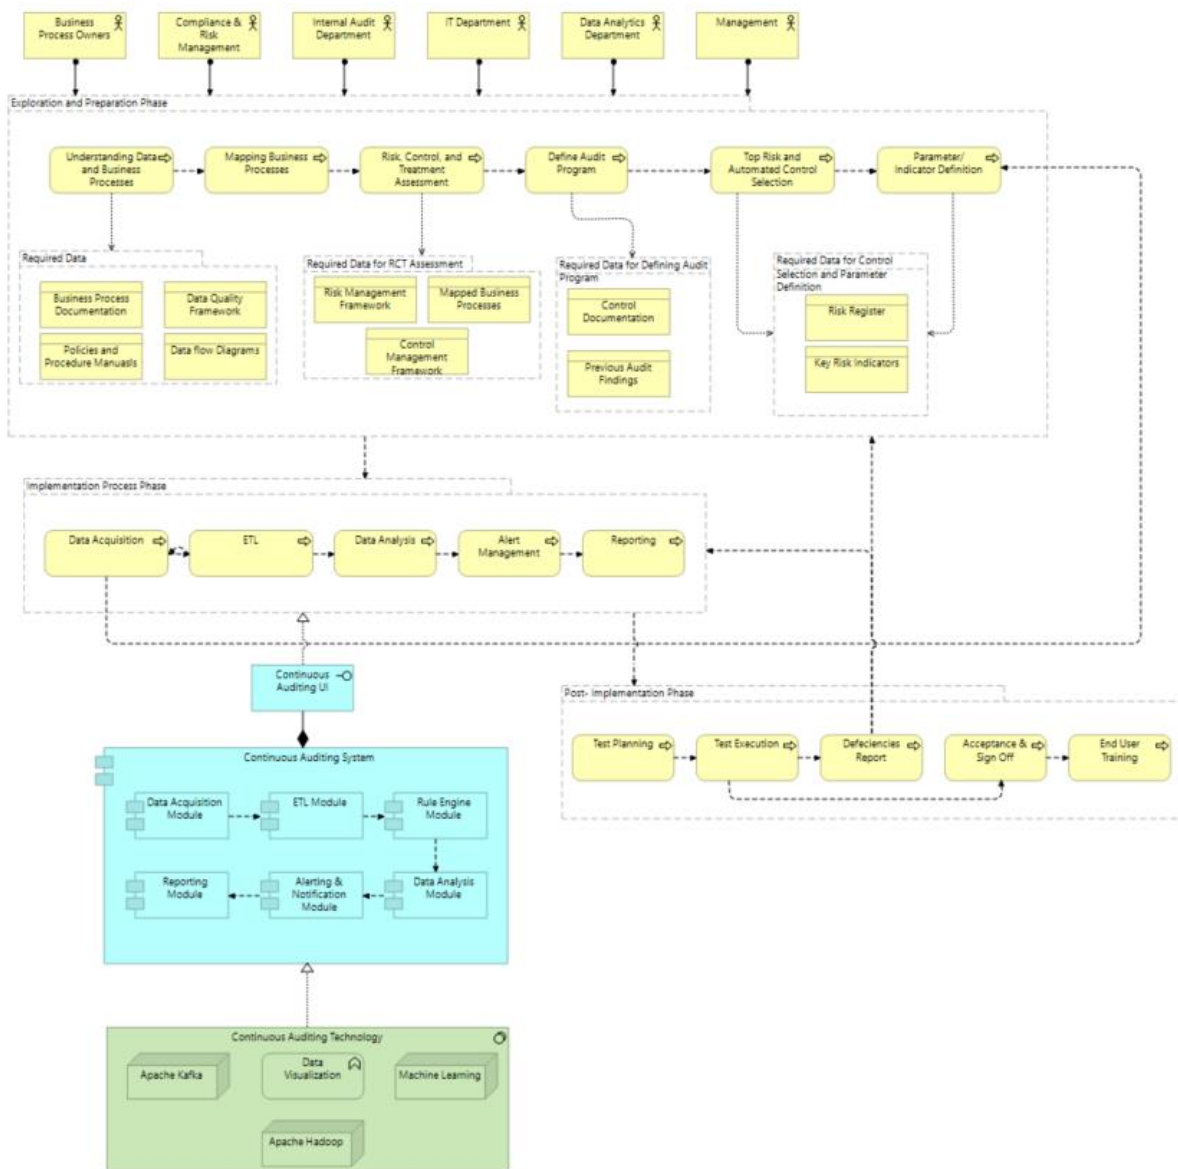 Business
Process Owners
Compliance &
Risk
Management
Internal Audit
Department
IT Department
Data Analytics
Department
Management
Exploration and Preparation Phase
Understanding Data
and Business
Processes
Mapping Business
Processes
Risk, Control, and
Treatment
Assessment
Define Audit
Program
Top Risk and
Automated Control
Selection
Parameter/
Indicator Definition
Required Data
Business Process
Documentation
Data Quality
Framework
Policies and
Procedure Manuasls
Data flow Diagrams
Required Data for RCT Assessment
Risk Management
Framework
Mapped Business
Processes
Control
Management
Framework
Required Data for Defining Audit
Program
Control
Documentation
Previous Audit
Findings
Required Data for Control
Selection and Parameter
Definition
Risk Register
Key Risk Indicators
Implementation Process Phase
Data Acquisition
ETL
Data Analysis
Alert
Management
Reporting
Continuous
Auditing UI
Post- Implementation Phase
Test Planning
Test Execution
Defeciencies
Report
Acceptance &
Sign Off
End User
Training
Continuous Auditing System
Data Acquisition
Module
ETL Module
Rule Engine
Module
Reporting
Module
Alerting &
Notification
Module
Data Analysis
Module
Continuous Auditing Technology
Apache Kafka
Data
Visualization
Machine Learning
Apache Hadoop